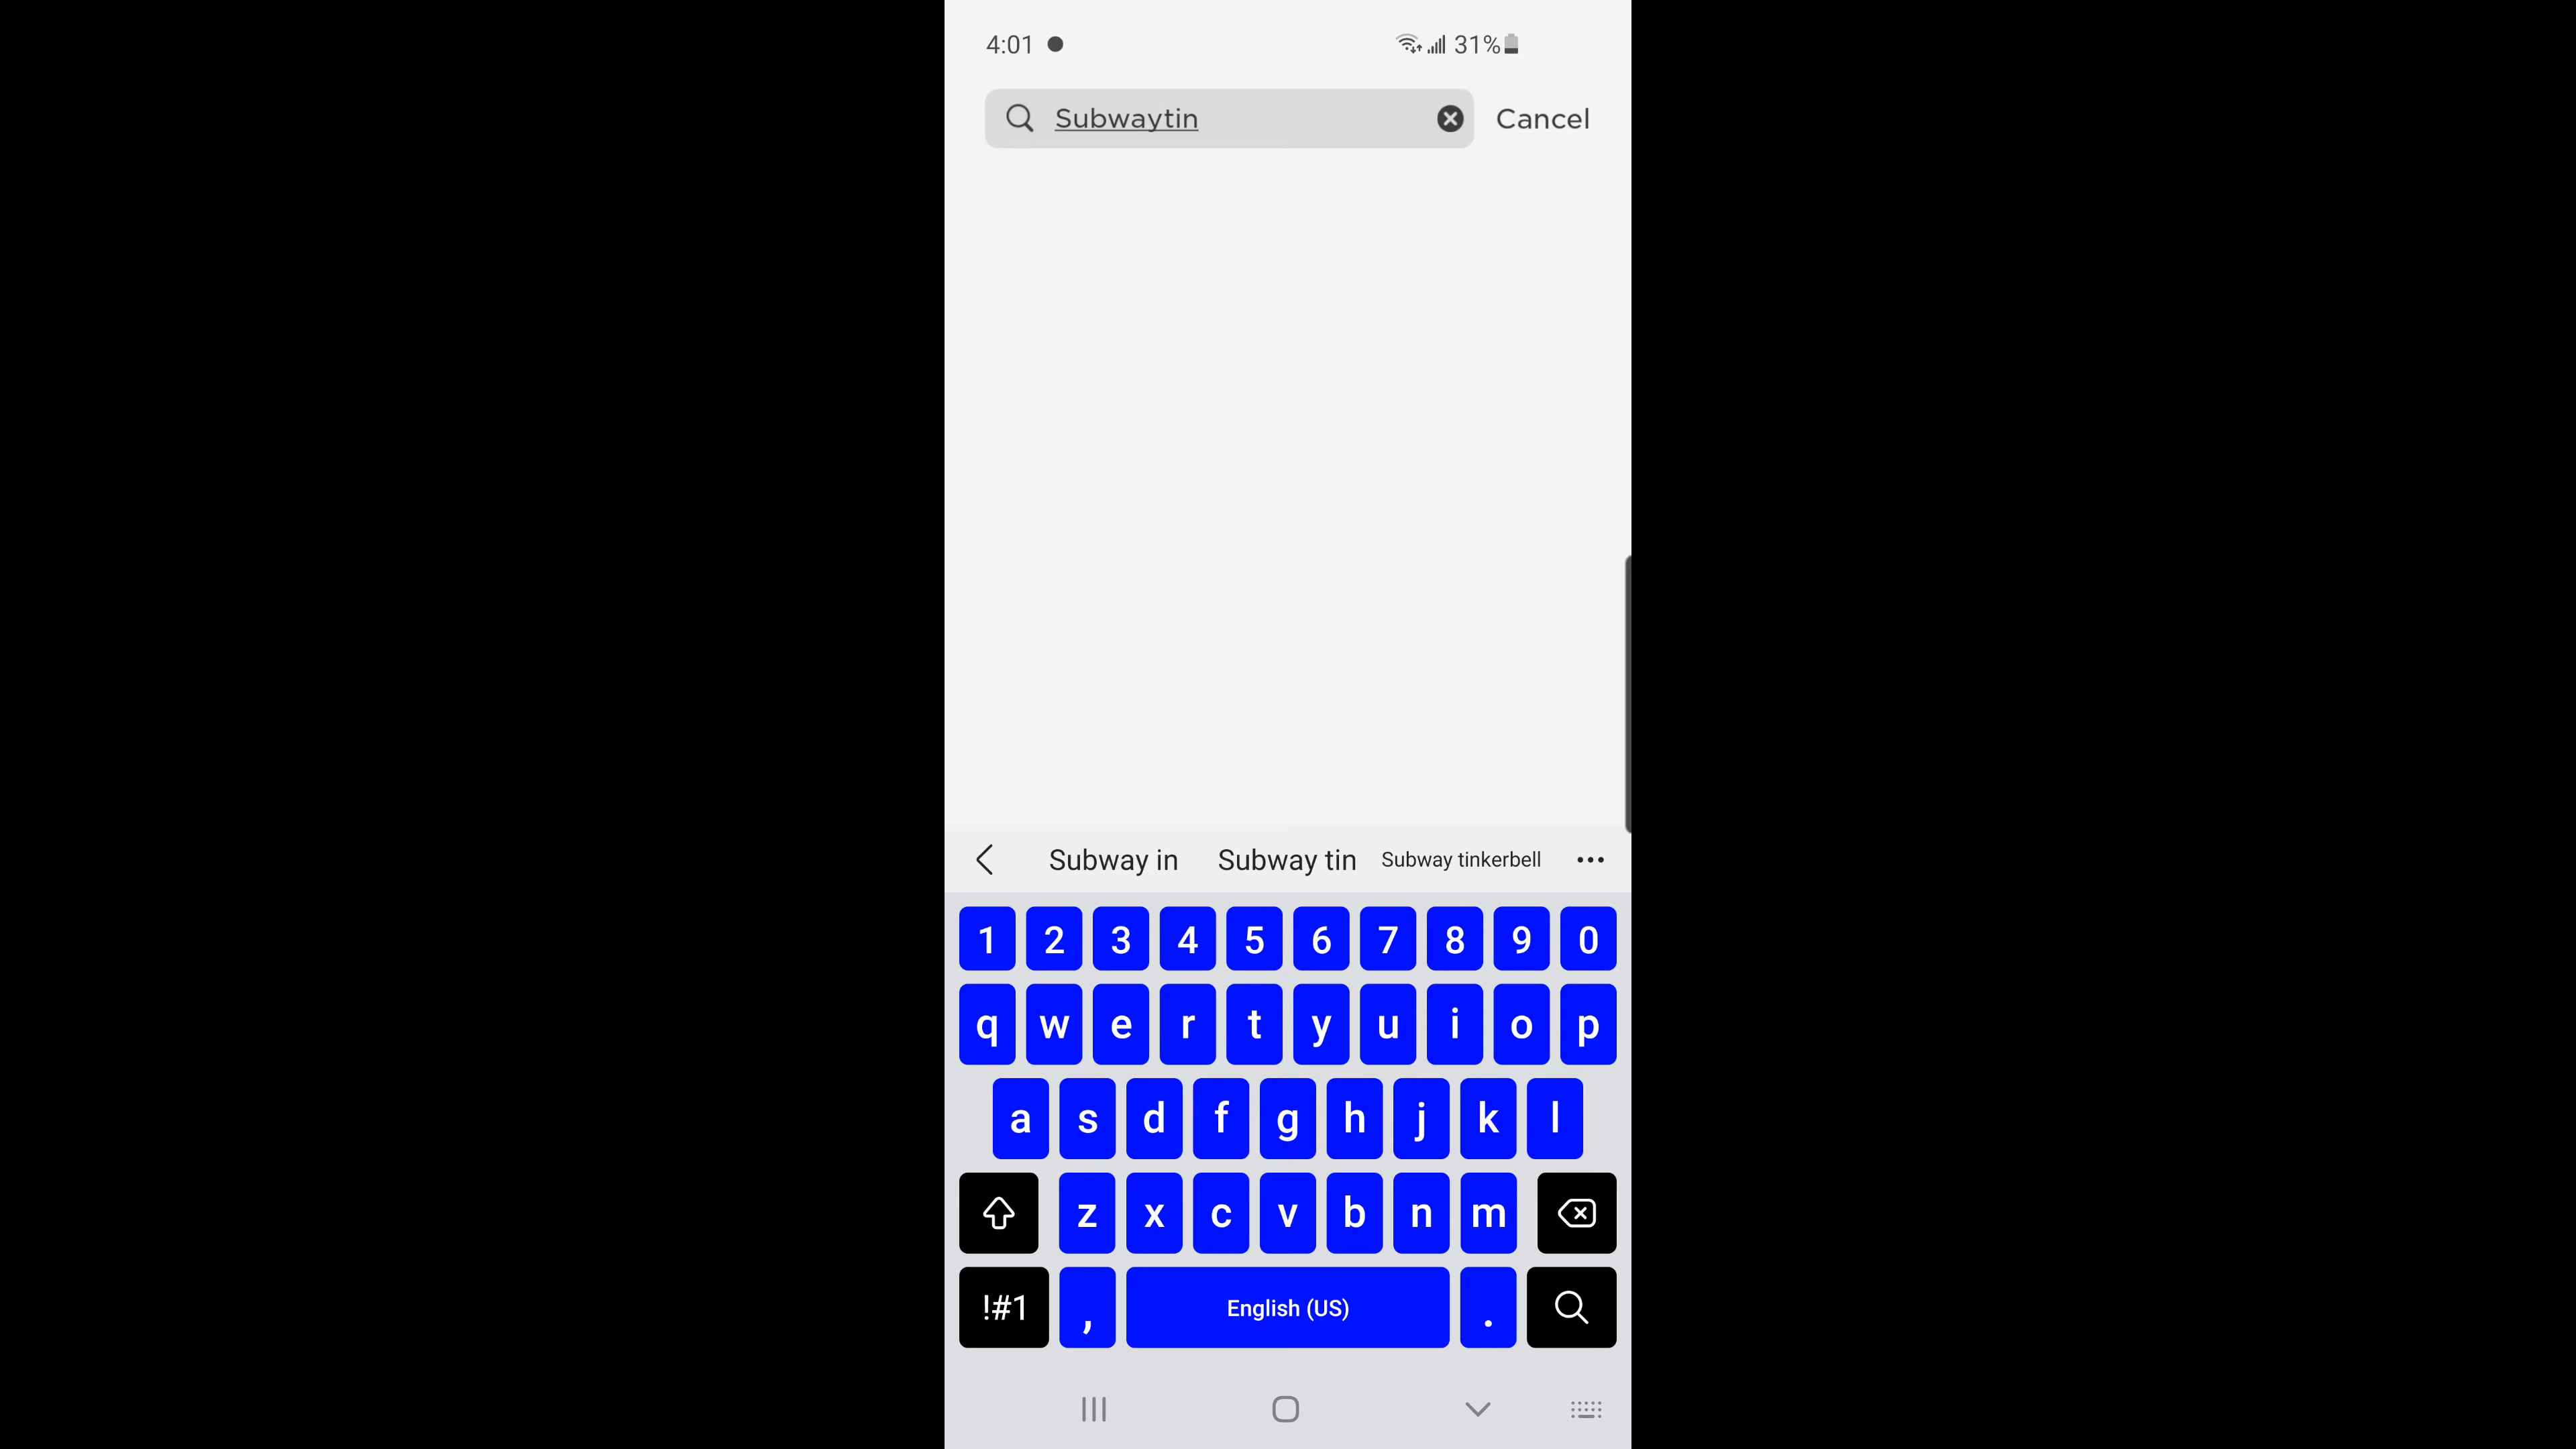 4:01 31%
Subwaytin Cancel
Subway in Subway tin Subway tinkerbell
1 2 3 4 5 6 7 8 9 0
q w e r t y u i o p
a s d f g h j k l
z x c v b n m
!#1 , English (US) .